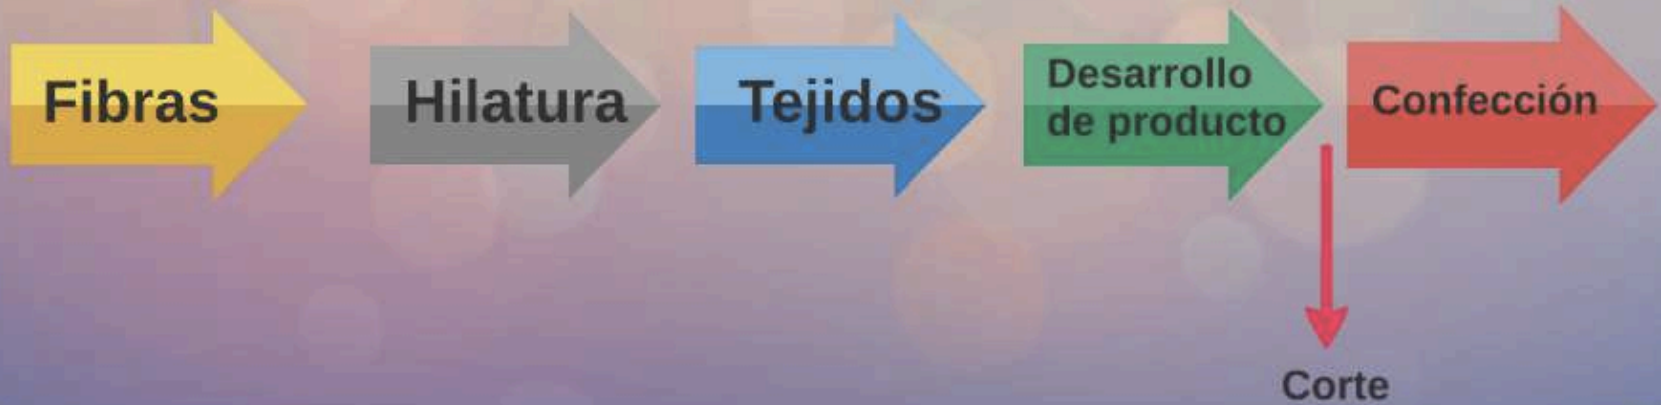 Fibras
Hilatura
Tejidos
Desarrollo
de producto
Confección
Corte